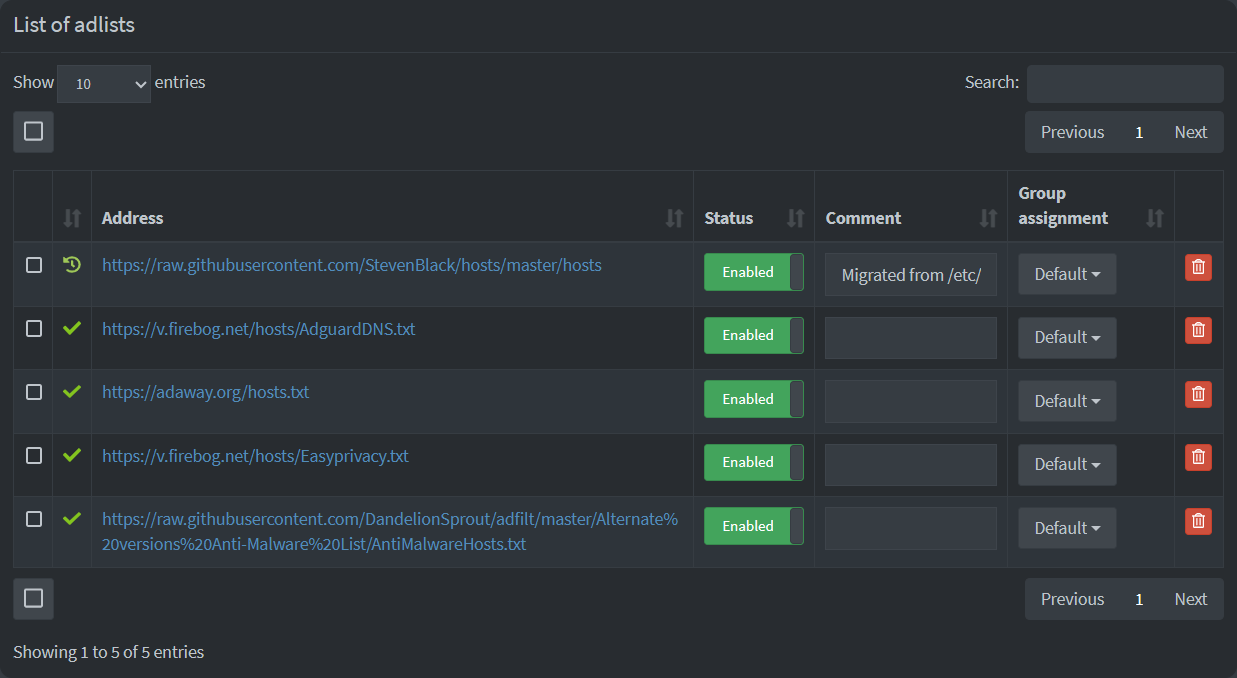 List of adlists
Show 10 entries Search:
Previous 1 Next
Address Status Comment Group assignment
https://raw.githubusercontent.com/StevenBlack/hosts/master/hosts Enabled Migrated from /etc/ Default
https://v.firebog.net/hosts/AdguardDNS.txt Enabled Default
https://adaway.org/hosts.txt Enabled Default
https://v.firebog.net/hosts/Easyprivacy.txt Enabled Default
https://raw.githubusercontent.com/DandelionSprout/adfilt/master/Alternate% Enabled Default
20versions%20Anti-Malware%20List/AntiMalwareHosts.txt
Previous 1 Next
Showing 1 to 5 of 5 entries